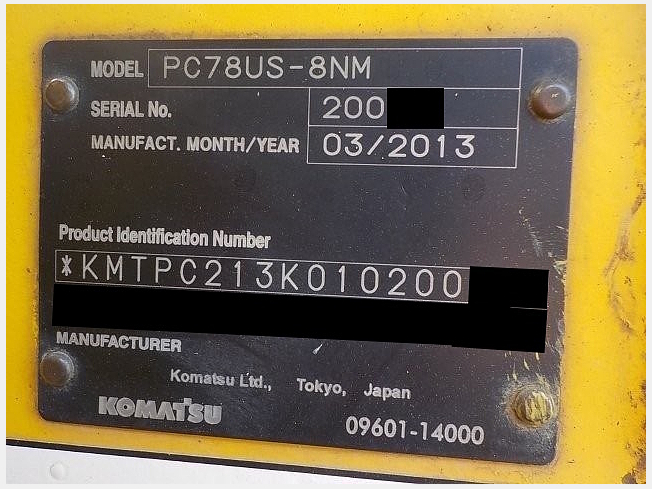 MODEL PC78US-8NM
SERIAL No. 200
MANUFACT. MONTH/YEAR 03/2013
Product Identification Number
*KMTPC213K010200
MANUFACTURER
Komatsu Ltd., Tokyo, Japan
KOMATSU
09601-14000